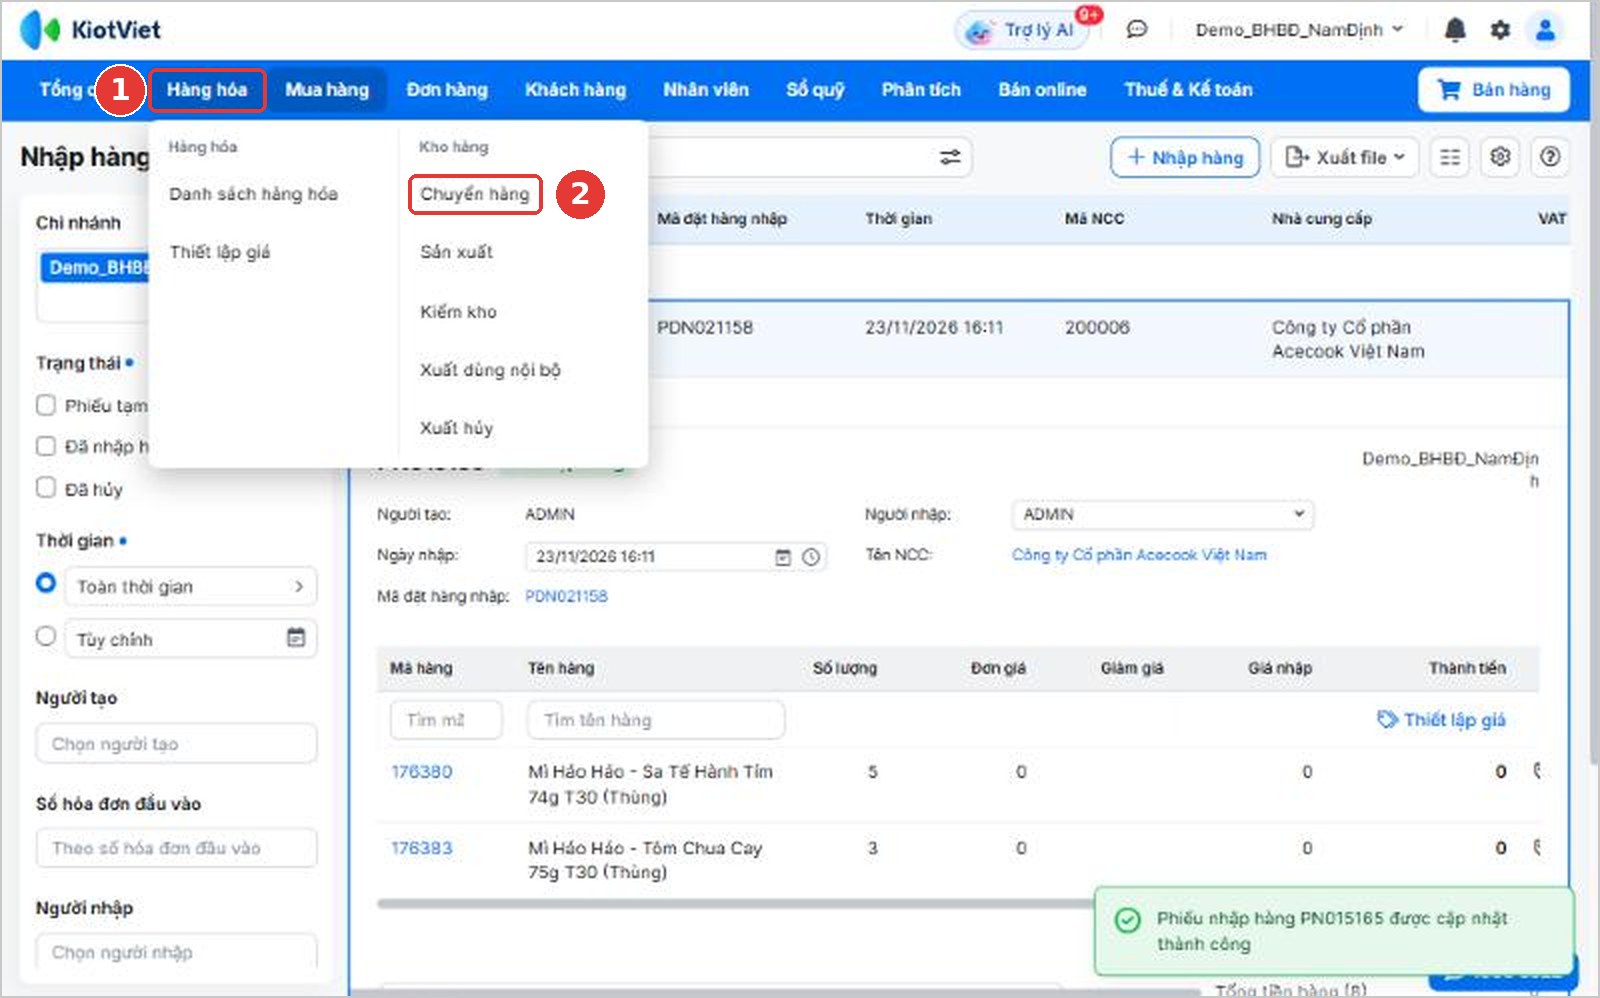 KiotViet
Trợ lý AI
9+
Demo_BHBĐ_NamĐịnh
Tổng
1
Hàng hóa
Mua hàng
Đơn hàng
Khách hàng
Nhân viên
Sổ quỹ
Phân tích
Bán online
Thuế & Kế toán
Bán hàng
Nhập hàng
Hàng hóa
Kho hàng
Danh sách hàng hóa
Chuyển hàng
2
Thiết lập giá
Sản xuất
Kiểm kho
Xuất dùng nội bộ
Xuất hủy
+ Nhập hàng
Xuất file
Chi nhánh
Demo_BHBĐ
Trạng thái
Phiếu tạm
Đã nhập h
Đã hủy
Thời gian
Toàn thời gian
Tùy chỉnh
Người tạo
Chọn người tạo
Số hóa đơn đầu vào
Theo số hóa đơn đầu vào
Người nhập
Chọn người nhập
Mã đặt hàng nhập
Thời gian
Mã NCC
Nhà cung cấp
VAT
PDN021158
23/11/2026 16:11
200006
Công ty Cổ phần
Acecook Việt Nam
Demo_BHBĐ_NamĐịn
h
Người tạo:
ADMIN
Người nhập:
ADMIN
Ngày nhập:
23/11/2026 16:11
Tên NCC:
Công ty Cổ phần Acecook Việt Nam
Mã đặt hàng nhập:
PDN021158
Mã hàng
Tên hàng
Số lượng
Đơn giá
Giảm giá
Giá nhập
Thành tiền
Tìm mã
Tìm tên hàng
Thiết lập giá
176380
Mì Hảo Hảo - Sa Tế Hành Tím
74g T30 (Thùng)
5
0
0
0
176383
Mì Hảo Hảo - Tôm Chua Cay
75g T30 (Thùng)
3
0
0
0
Phiếu nhập hàng PN015165 được cập nhật
thành công
Tổng tiền hàng (8)